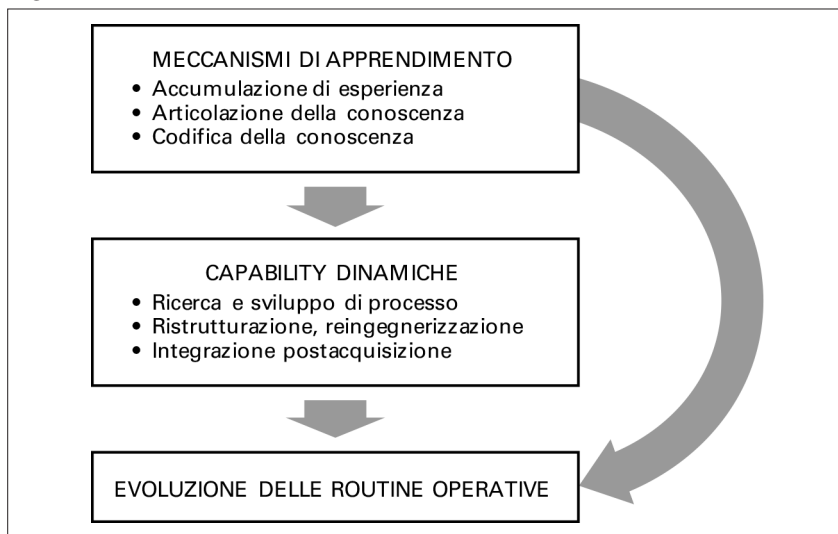 MECCANISMI DI APPRENDIMENTO
• Accumulazione di esperienza
• Articolazione della conoscenza
• Codifica della conoscenza
CAPABILITY DINAMICHE
• Ricerca e sviluppo di processo
• Ristrutturazione, reingegnerizzazione
• Integrazione postacquisizione
EVOLUZIONE DELLE ROUTINE OPERATIVE